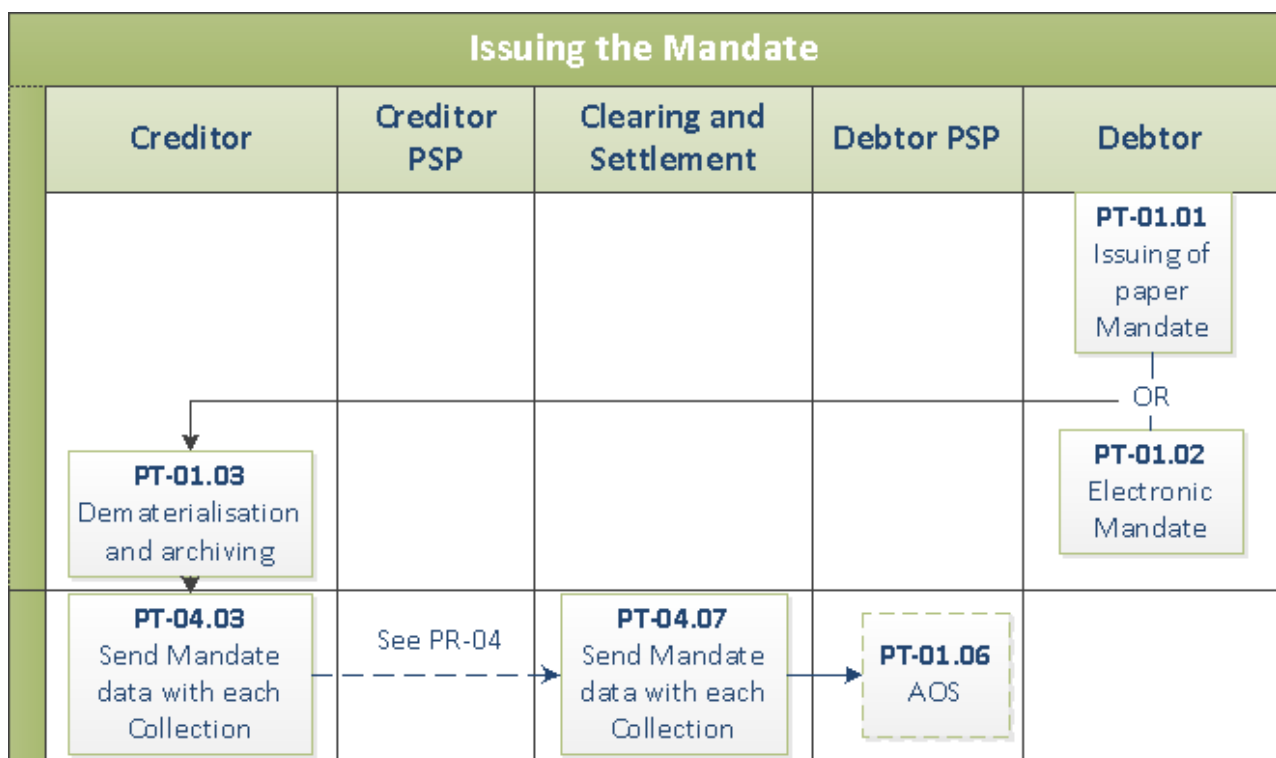 Issuing the Mandate
Creditor
Creditor
PSP
Clearing and
Settlement
Debtor PSP
Debtor
PT-01.01
Issuing of
paper
Mandate
OR
PT-01.02
Electronic
Mandate
PT-01.03
Dematerialisation
and archiving
PT-04.03
Send Mandate
data with each
Collection
See PR-04
PT-04.07
Send Mandate
data with each
Collection
PT-01.06
AOS